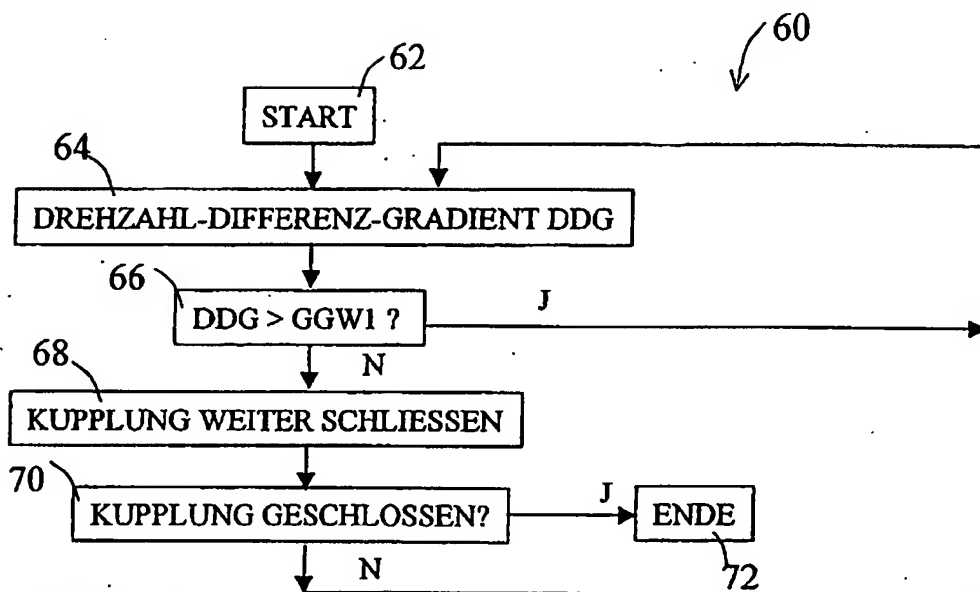 60
62
START
64
DREHZAHL-DIFFERENZ-GRADIENT DDG
66
DDG > GGW1 ?
J
N
68
KUPPLUNG WEITER SCHLIESSEN
70
KUPPLUNG GESCHLOSSEN?
J
ENDE
72
N